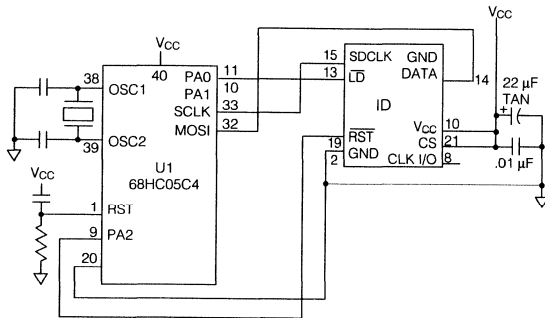 VCC
VCC
15 SDCLK GND
13 LD DATA 14
ID
22 µF
TAN
+
VCC 10
CS 21
CLK I/O 8
.01 µF
19 RST
2 GND
40
38 OSC1
39 OSC2
PA0 11
PA1 10
SCLK 33
MOSI 32
U1
68HC05C4
VCC
1 RST
9 PA2
20